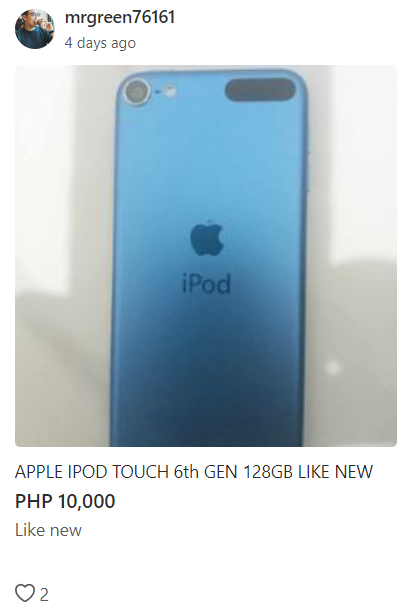 mrgreen76161
4 days ago
iPod
APPLE IPOD TOUCH 6th GEN 128GB LIKE NEW
PHP 10,000
Like new
2